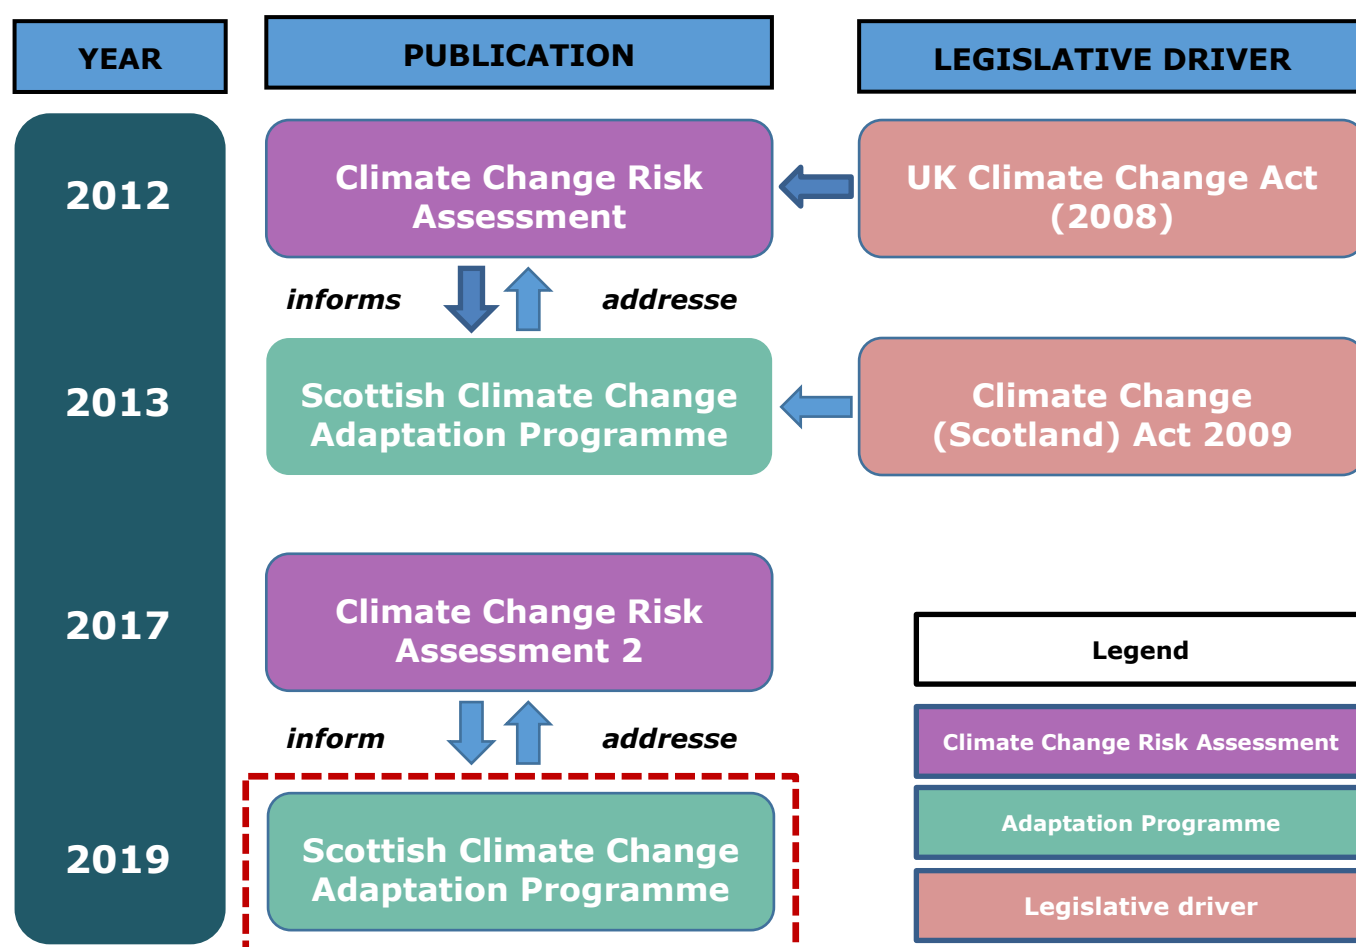 YEAR
PUBLICATION
LEGISLATIVE DRIVER
2012
Climate Change Risk
Assessment
UK Climate Change Act
(2008)
informs
addresse
2013
Scottish Climate Change
Adaptation Programme
Climate Change
(Scotland) Act 2009
2017
Climate Change Risk
Assessment 2
inform
addresse
2019
Scottish Climate Change
Adaptation Programme
Legend
Climate Change Risk Assessment
Adaptation Programme
Legislative driver